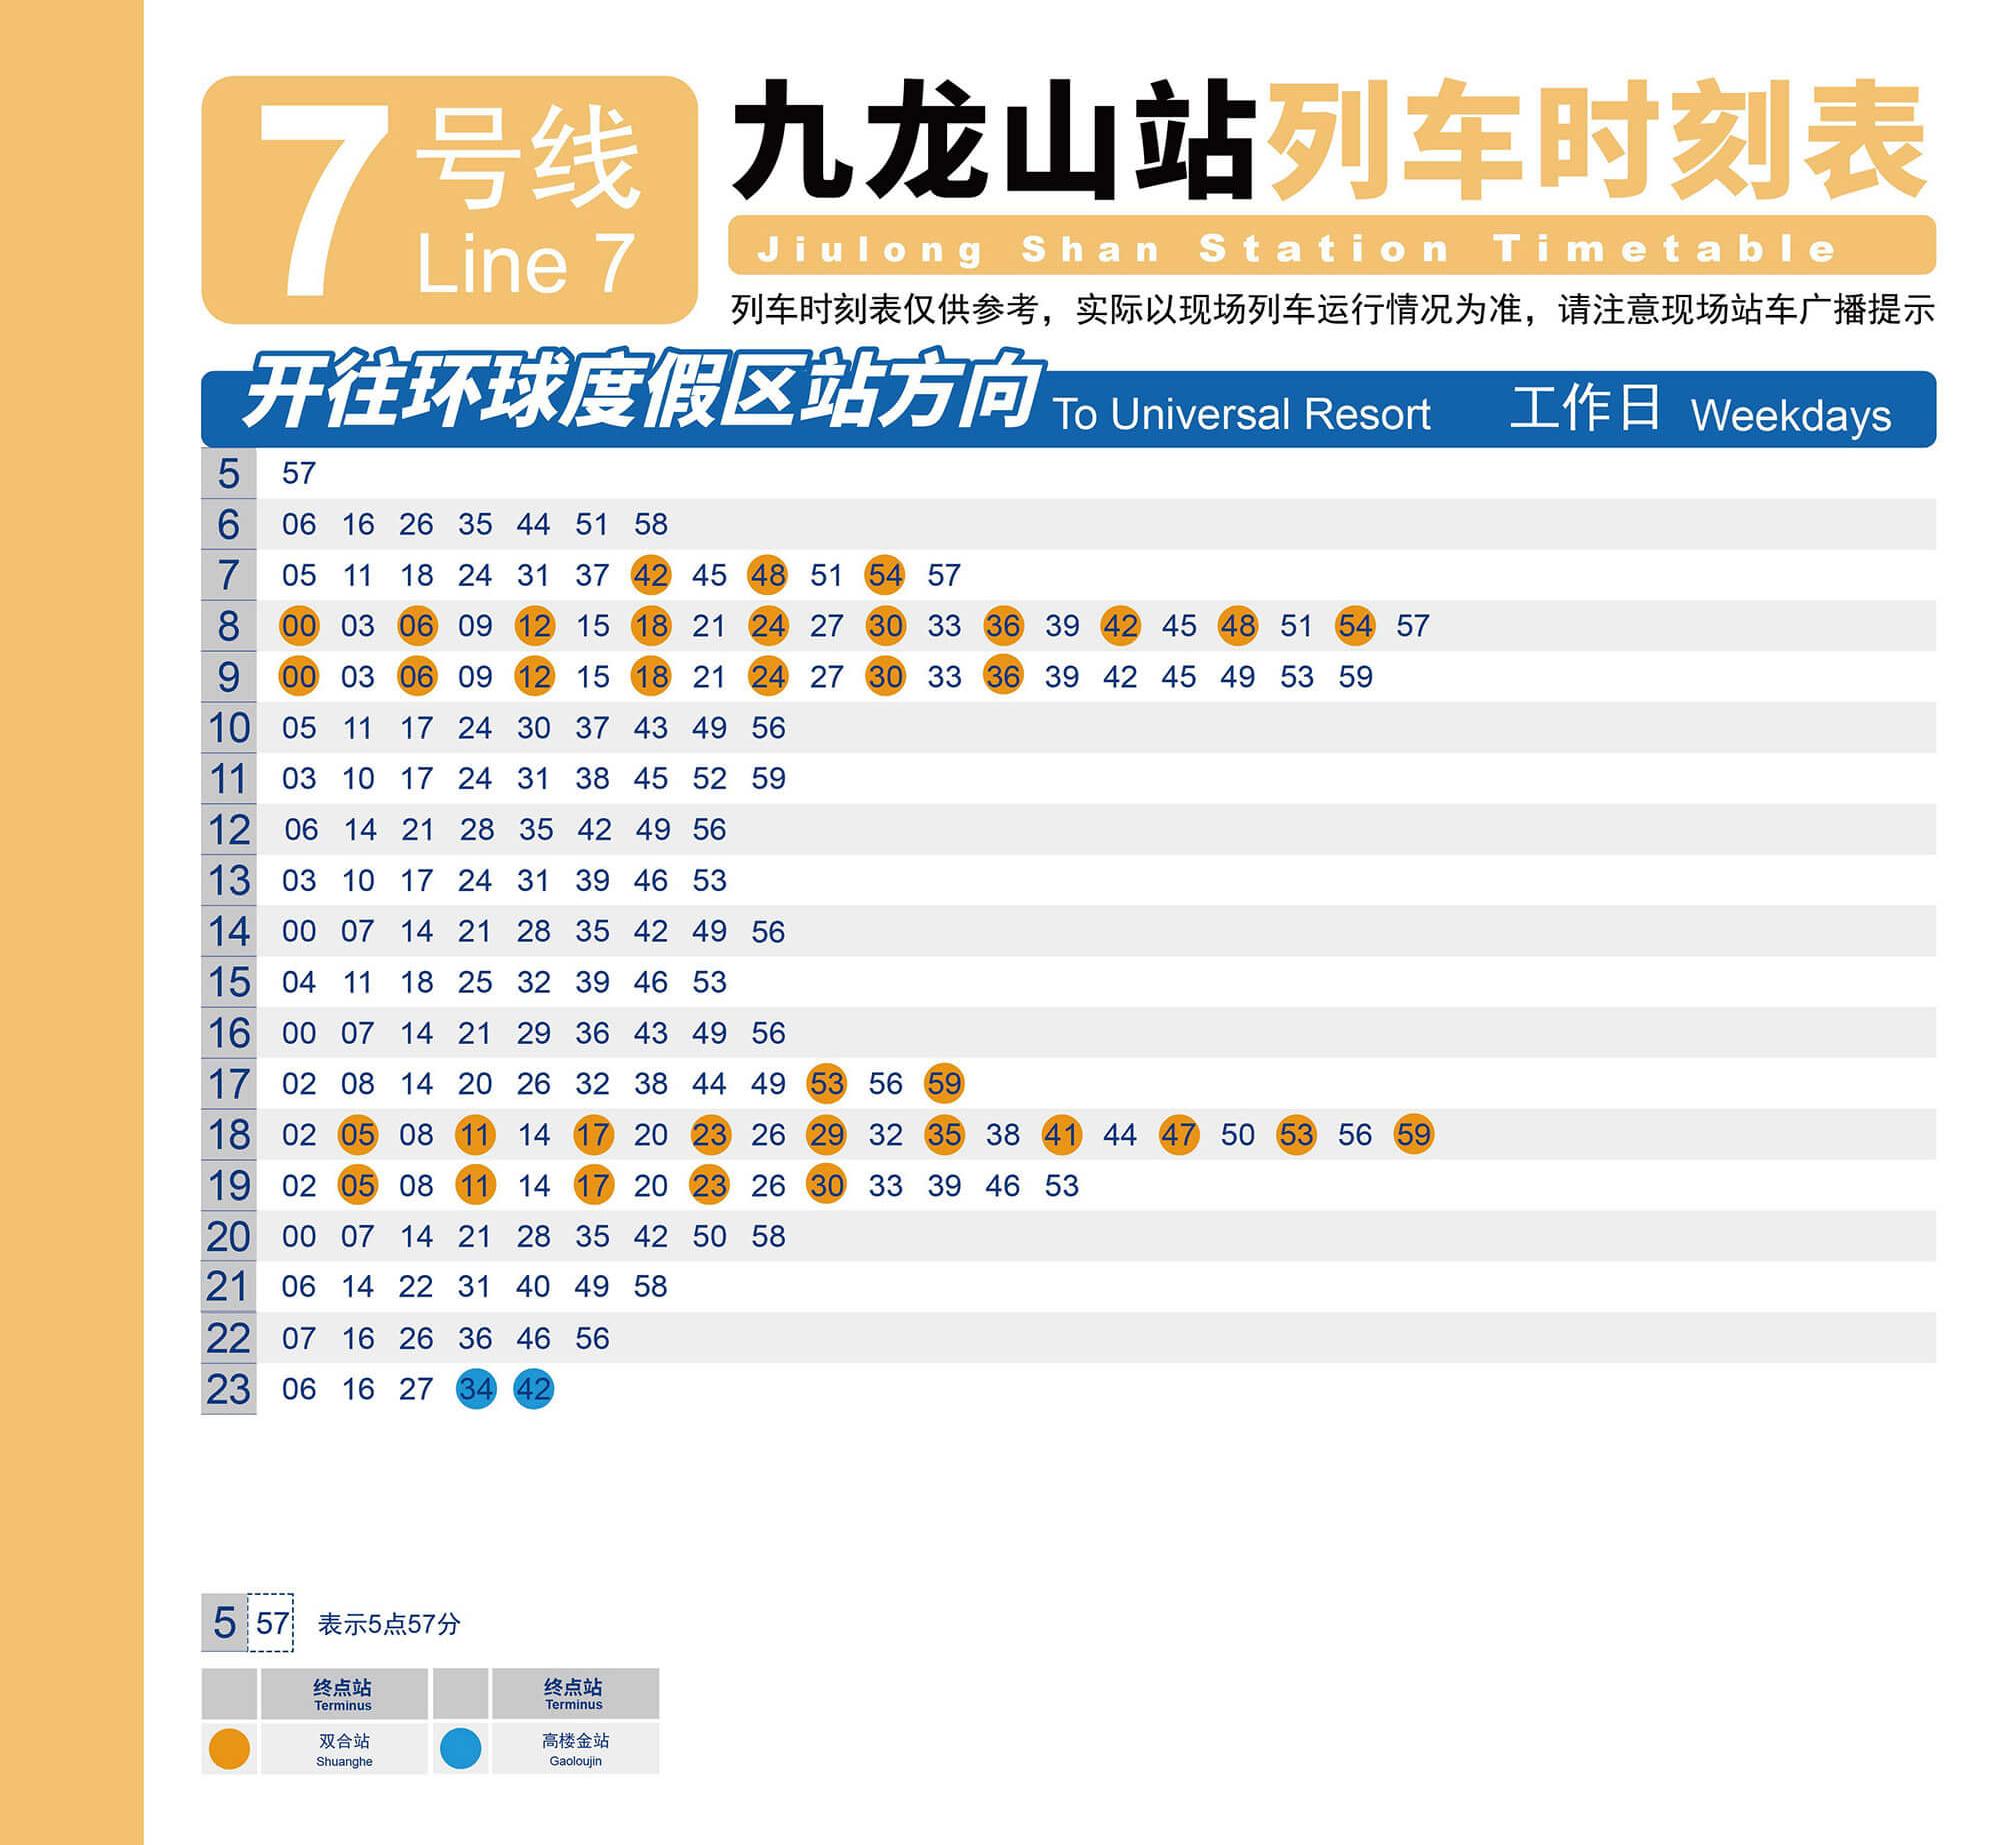 7 号线
Line 7
九龙山站列车时刻表
Jiulong Shan Station Timetable
列车时刻表仅供参考，实际以现场列车运行情况为准，请注意现场站车广播提示
开往环球度假区站方向 To Universal Resort 工作日 Weekdays
5 57
6 06 16 26 35 44 51 58
7 05 11 18 24 31 37 42 45 48 51 54 57
8 00 03 06 09 12 15 18 21 24 27 30 33 36 39 42 45 48 51 54 57
9 00 03 06 09 12 15 18 21 24 27 30 33 36 39 42 45 49 53 59
10 05 11 17 24 30 37 43 49 56
11 03 10 17 24 31 38 45 52 59
12 06 14 21 28 35 42 49 56
13 03 10 17 24 31 39 46 53
14 00 07 14 21 28 35 42 49 56
15 04 11 18 25 32 39 46 53
16 00 07 14 21 29 36 43 49 56
17 02 08 14 20 26 32 38 44 49 53 56 59
18 02 05 08 11 14 17 20 23 26 29 32 35 38 41 44 47 50 53 56 59
19 02 05 08 11 14 17 20 23 26 30 33 39 46 53
20 00 07 14 21 28 35 42 50 58
21 06 14 22 31 40 49 58
22 07 16 26 36 46 56
23 06 16 27 34 42
5 57 表示5点57分
终点站 终点站
Terminus Terminus
双合站 高楼金站
Shuanghe Gaoloujin